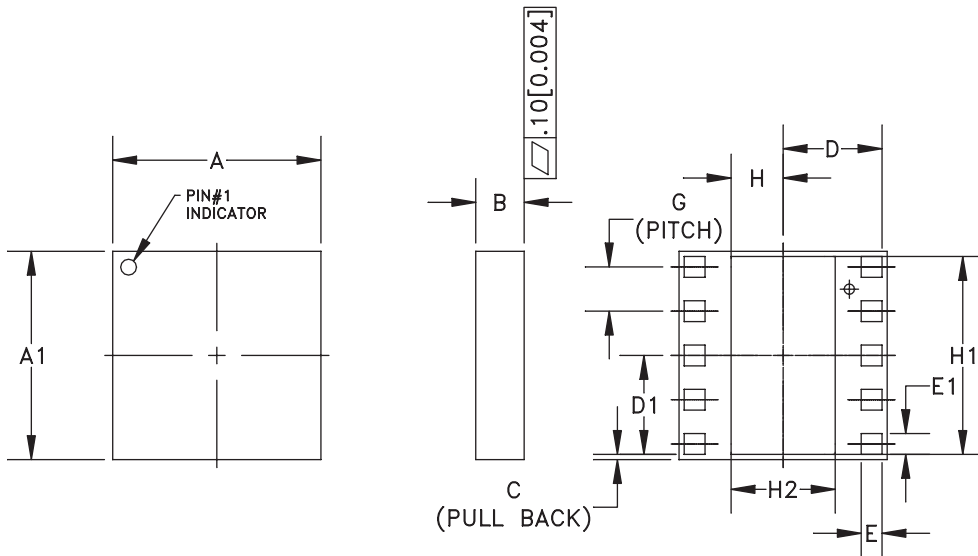 .10[0.004]
A
D
H
PIN#1
INDICATOR
B
G
(PITCH)
A1
H1
E1
D1
C
(PULL BACK)
H2
E